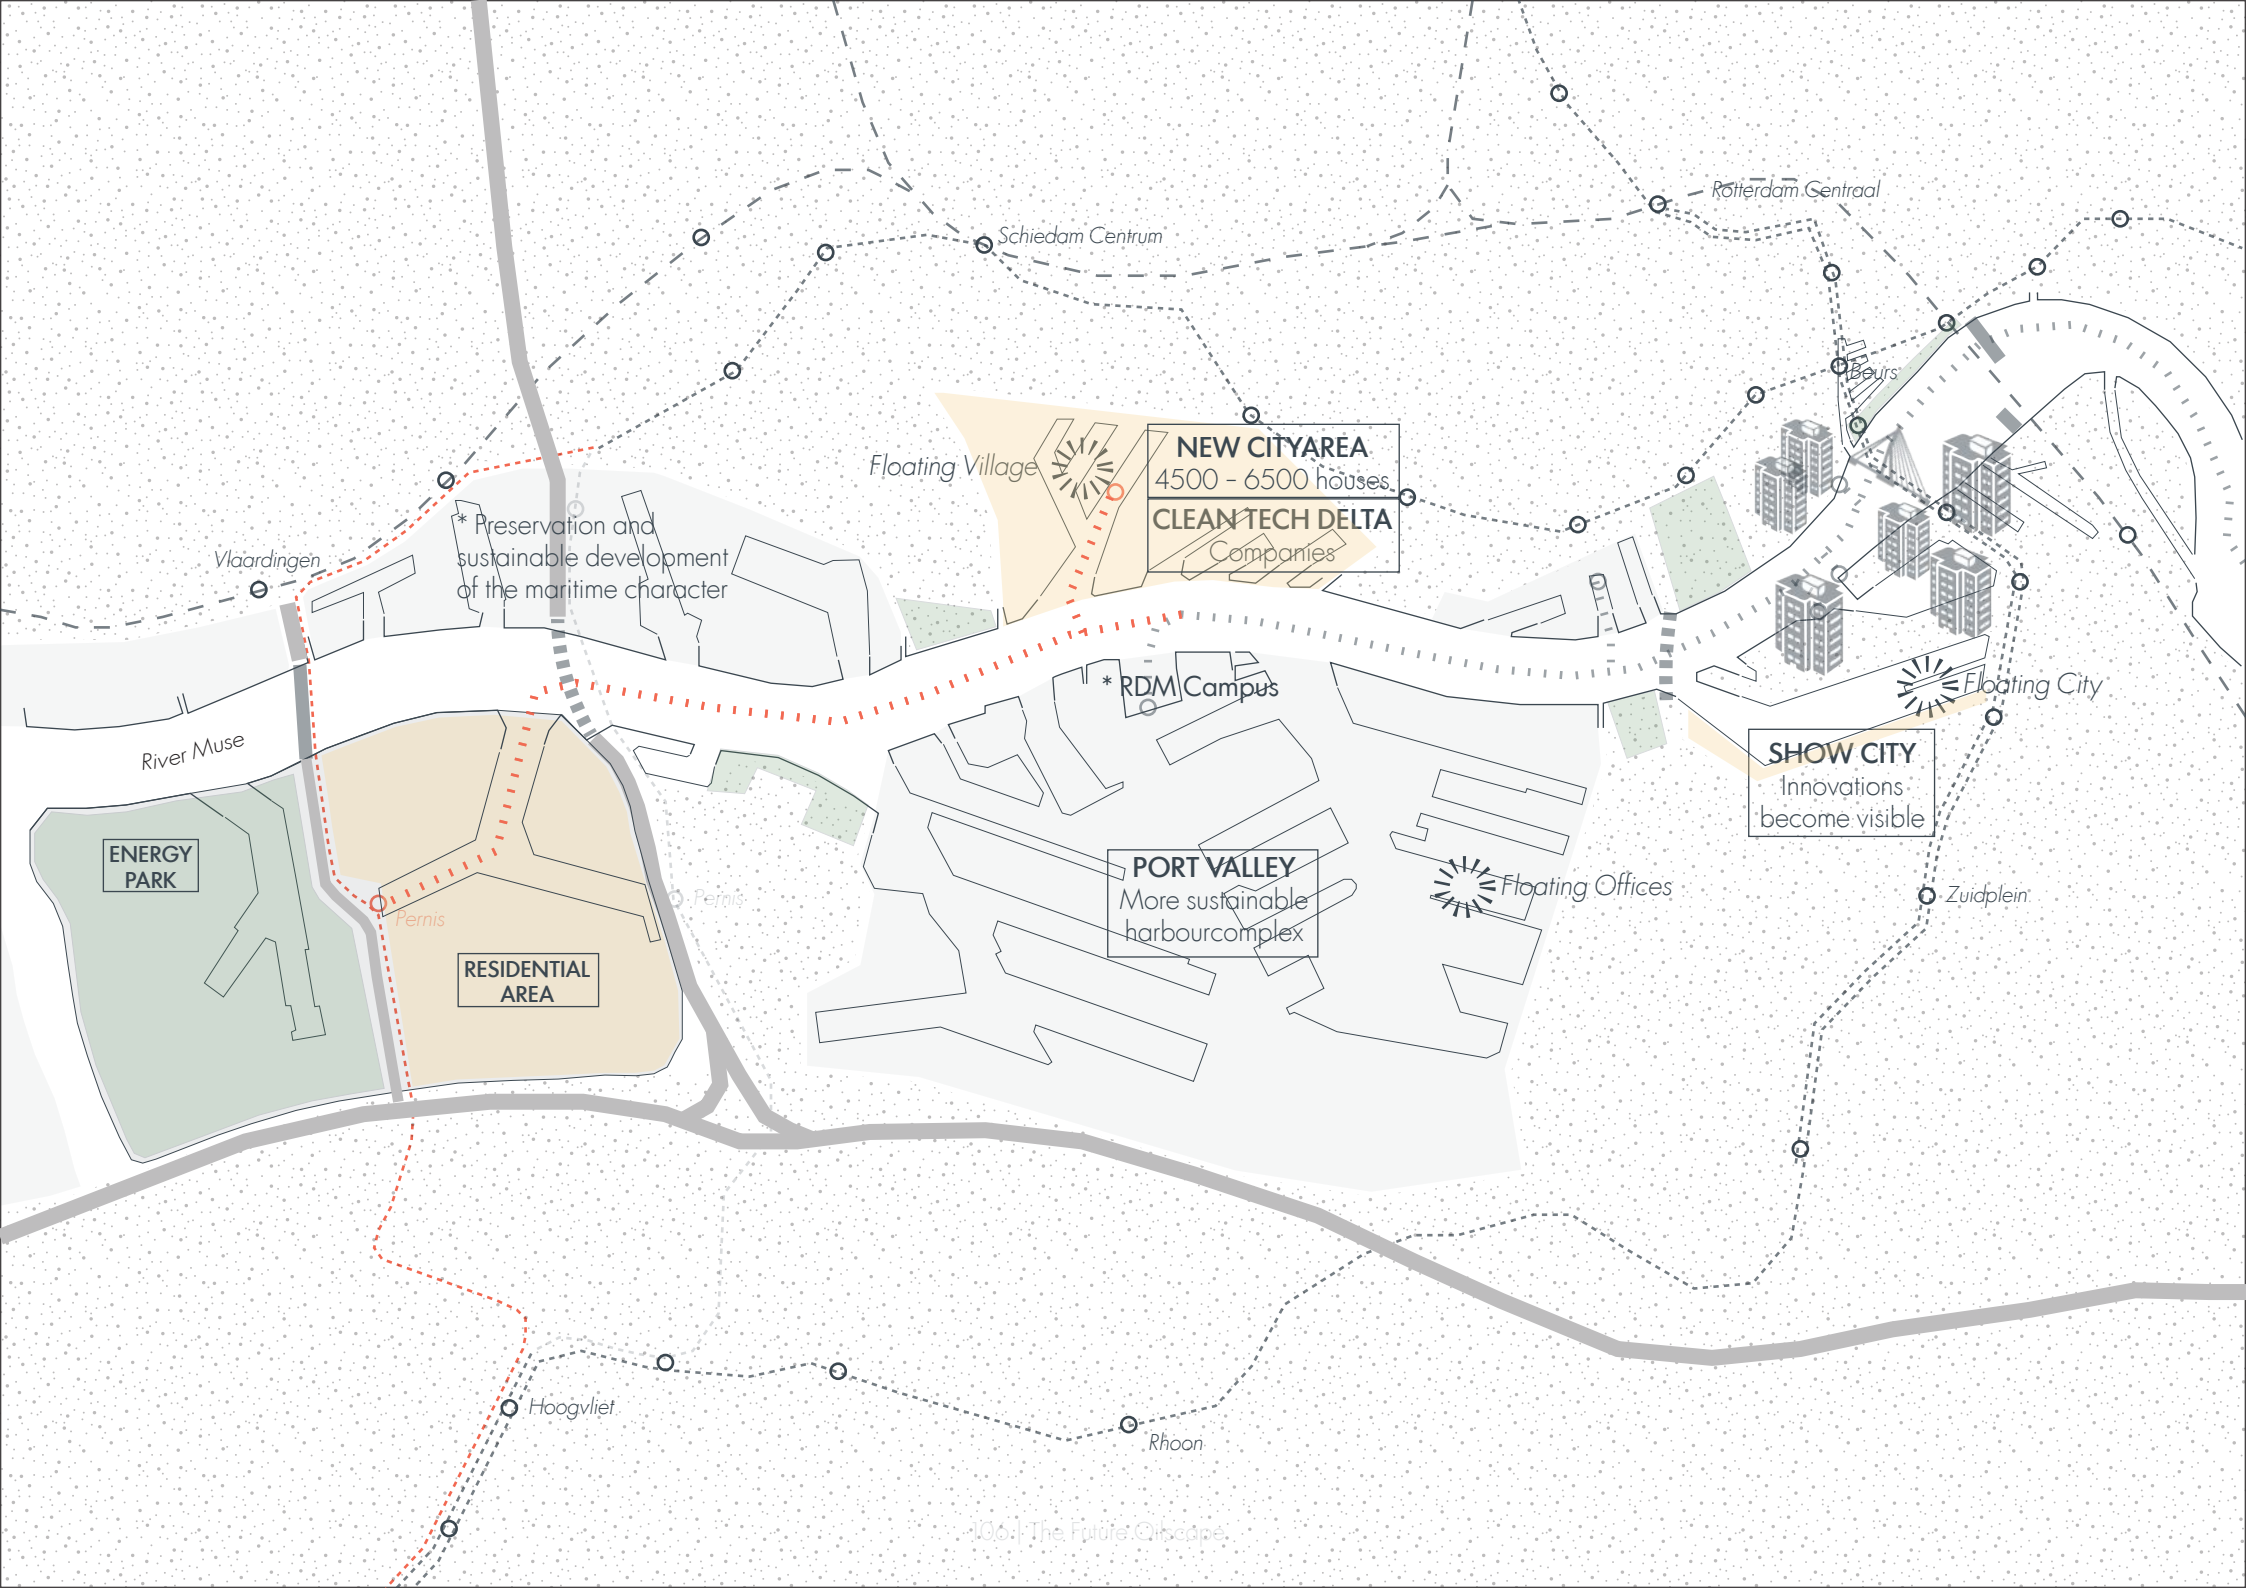 Rotterdam Centraal
Schiedam Centrum
Beurs
Floating Village
NEW CITYAREA
4500 - 6500 houses
CLEAN TECH DELTA
Companies
* Preservation and
sustainable development
of the maritime character
Vlaardingen
* RDM Campus
Floating City
River Muse
SHOW CITY
Innovations
become visible
ENERGY
PARK
PORT VALLEY
More sustainable
harbourcomplex
Floating Offices
Zuidplein
Pernis
Pernis
RESIDENTIAL
AREA
Hoogvliet
Rhoon